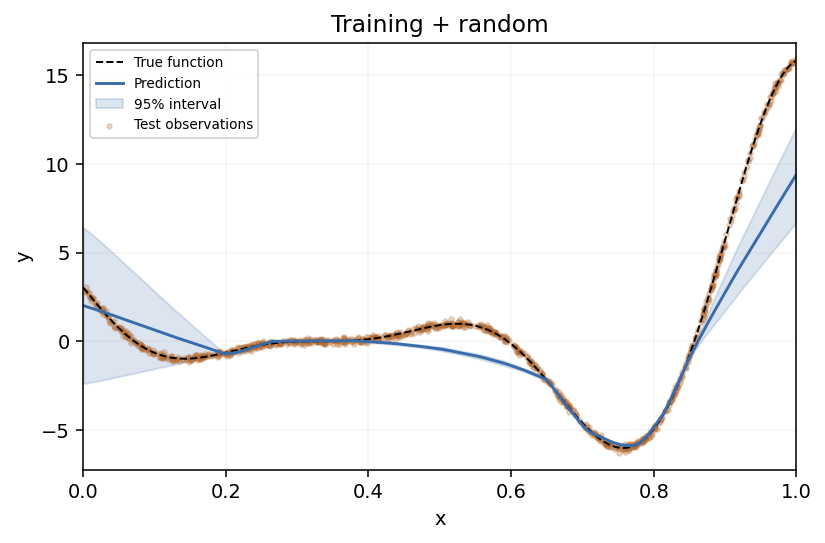 Training + random
True function
Prediction
95% interval
Test observations
15
10
5
0
−5
y
0.0 0.2 0.4 0.6 0.8 1.0
x